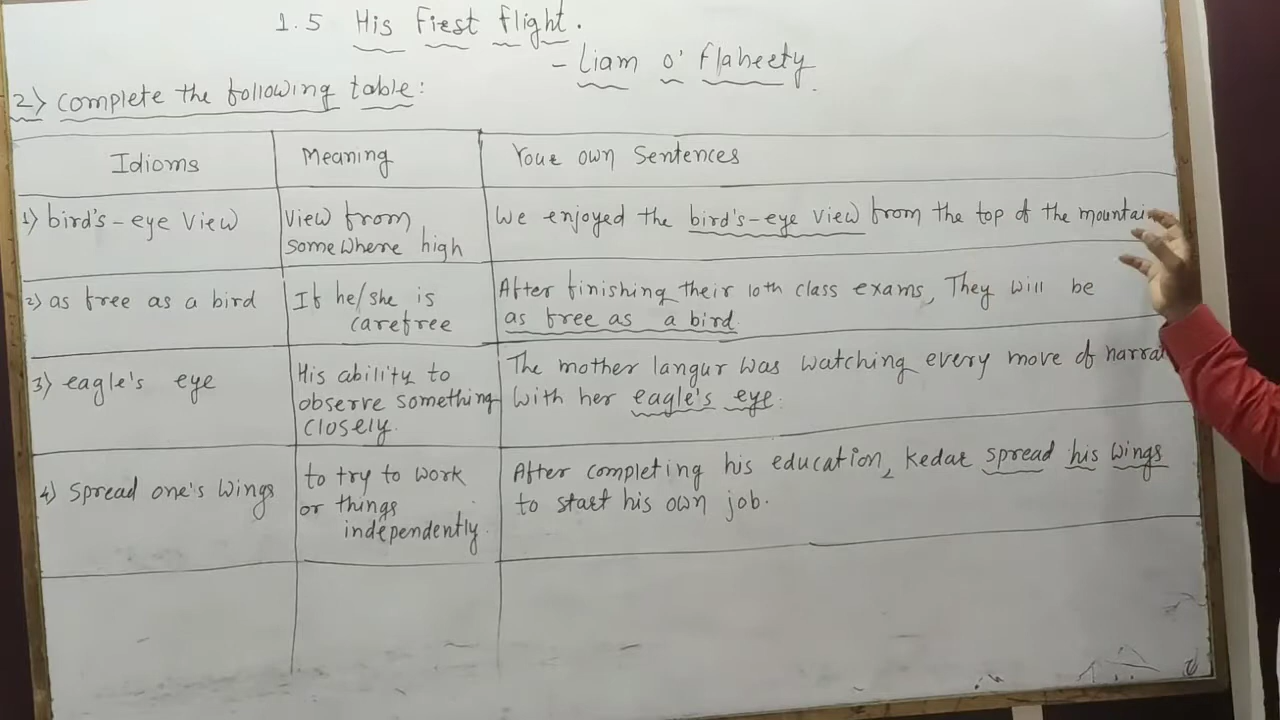 1.5 His First flight.
- Liam o' flaherty.
2) Complete the following table:
Idioms
Meaning
Your own Sentences
1) bird's-eye view
view from
somewhere high
We enjoyed the bird's-eye view from the top of the mountain
2) as free as a bird
If he/she is
carefree
After finishing their 10th class exams, They will be
as free as a bird.
3) eagle's eye
His ability to
observe something
closely.
The mother langur was watching every move of
with her eagle's eye.
4) spread one's wings
to try to work
or things
independently.
After completing his education, kedar spread his wings
to start his own job.